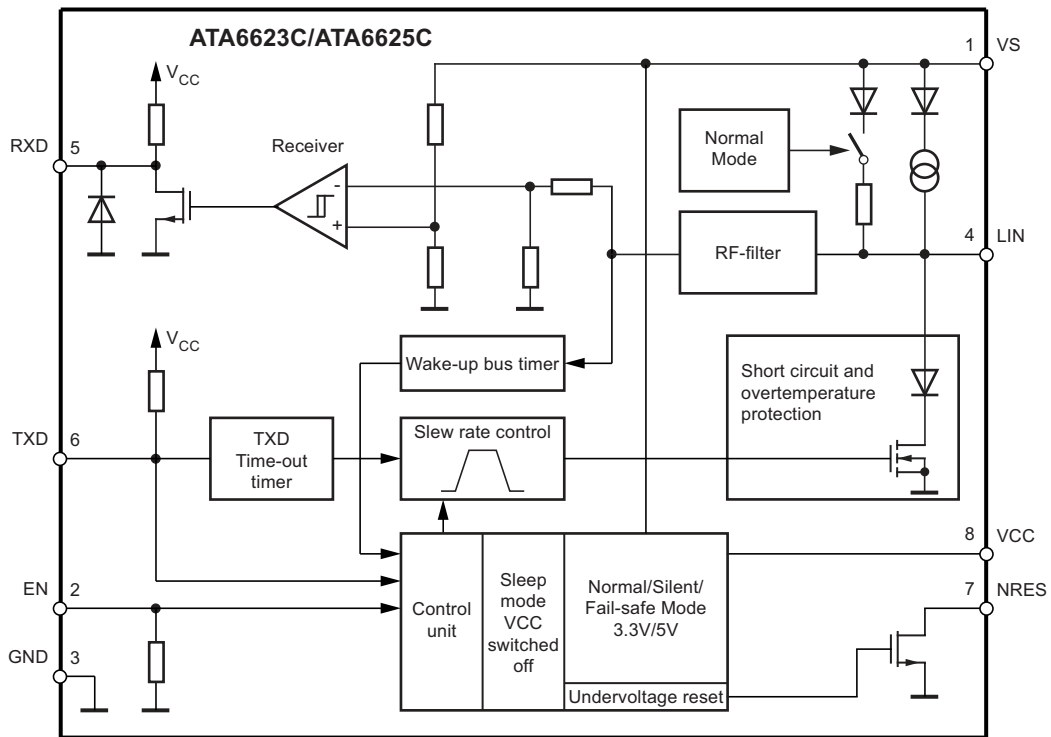 ATA6623C/ATA6625C
1
VS
VCC
RXD
5
Receiver
-
+
Normal
Mode
RF-filter
4
LIN
VCC
Wake-up bus timer
Short circuit and
overtemperature
protection
TXD
6
TXD
Time-out
timer
Slew rate control
8
VCC
EN
2
Control
unit
Sleep
mode
VCC
switched
off
Normal/Silent/
Fail-safe Mode
3.3V/5V
7
NRES
GND
3
Undervoltage reset